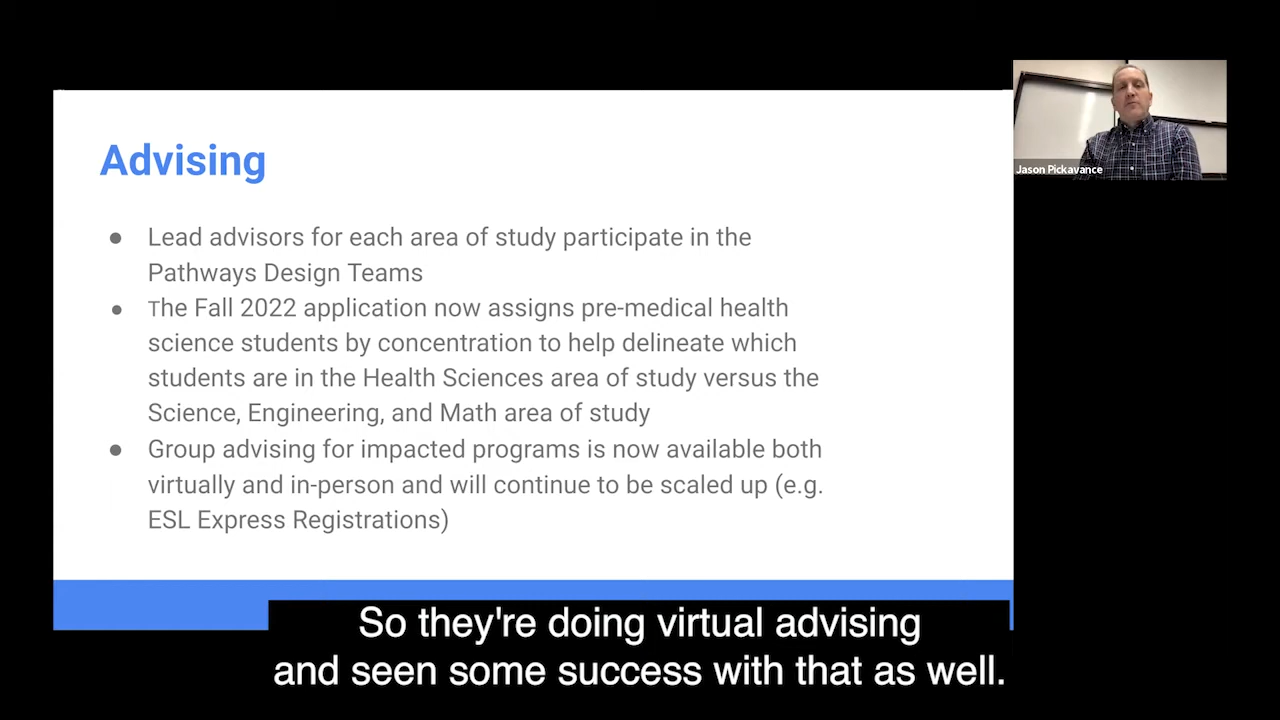 Advising
● Lead advisors for each area of study participate in the
Pathways Design Teams
● The Fall 2022 application now assigns pre-medical health
science students by concentration to help delineate which
students are in the Health Sciences area of study versus the
Science, Engineering, and Math area of study
● Group advising for impacted programs is now available both
virtually and in-person and will continue to be scaled up (e.g.
ESL Express Registrations)
Jason Pickavance
So they're doing virtual advising
and seen some success with that as well.